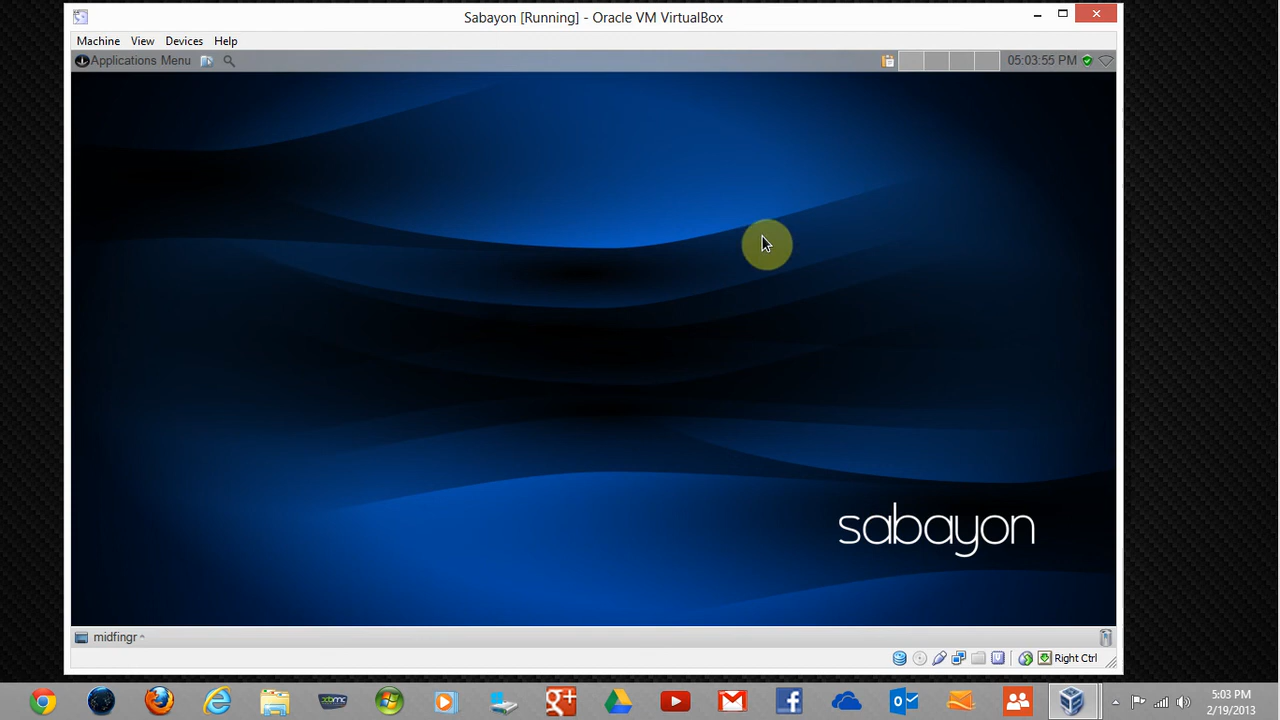 Sabayon [Running] - Oracle VM VirtualBox
Machine View Devices Help
Applications Menu 05:03:55 PM
sabayon
midfingr ^
Right Ctrl
xbmc
5:03 PM
2/19/2013